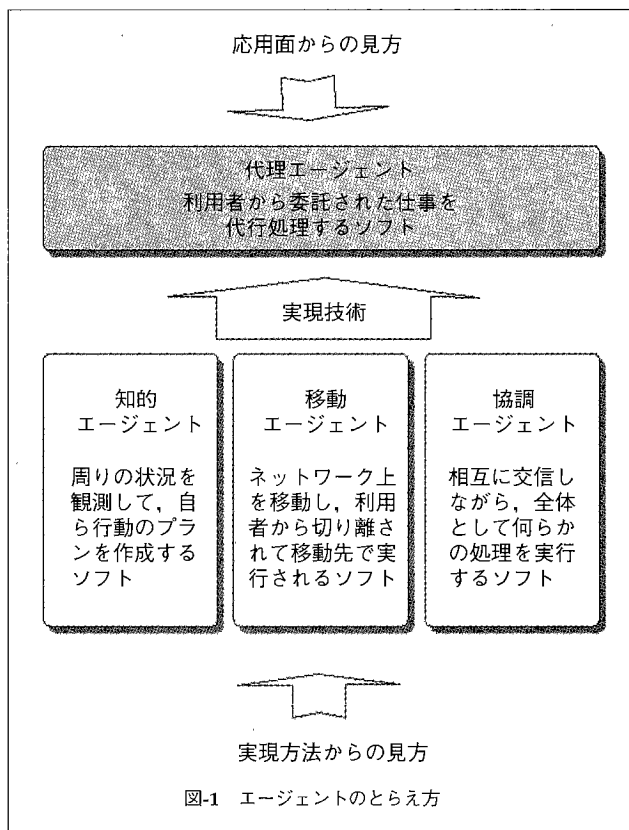 応用面からの見方
代理エージェント
利用者から委託された仕事を
代行処理するソフト
実現技術
知的
エージェント
周りの状況を
観測して，自
ら行動のプラ
ンを作成する
ソフト
移動
エージェント
ネットワーク上
を移動し，利用
者から切り離さ
れて移動先で実
行されるソフト
協調
エージェント
相互に交信し
ながら，全体
として何らか
の処理を実行
するソフト
実現方法からの見方
図-1 エージェントのとらえ方